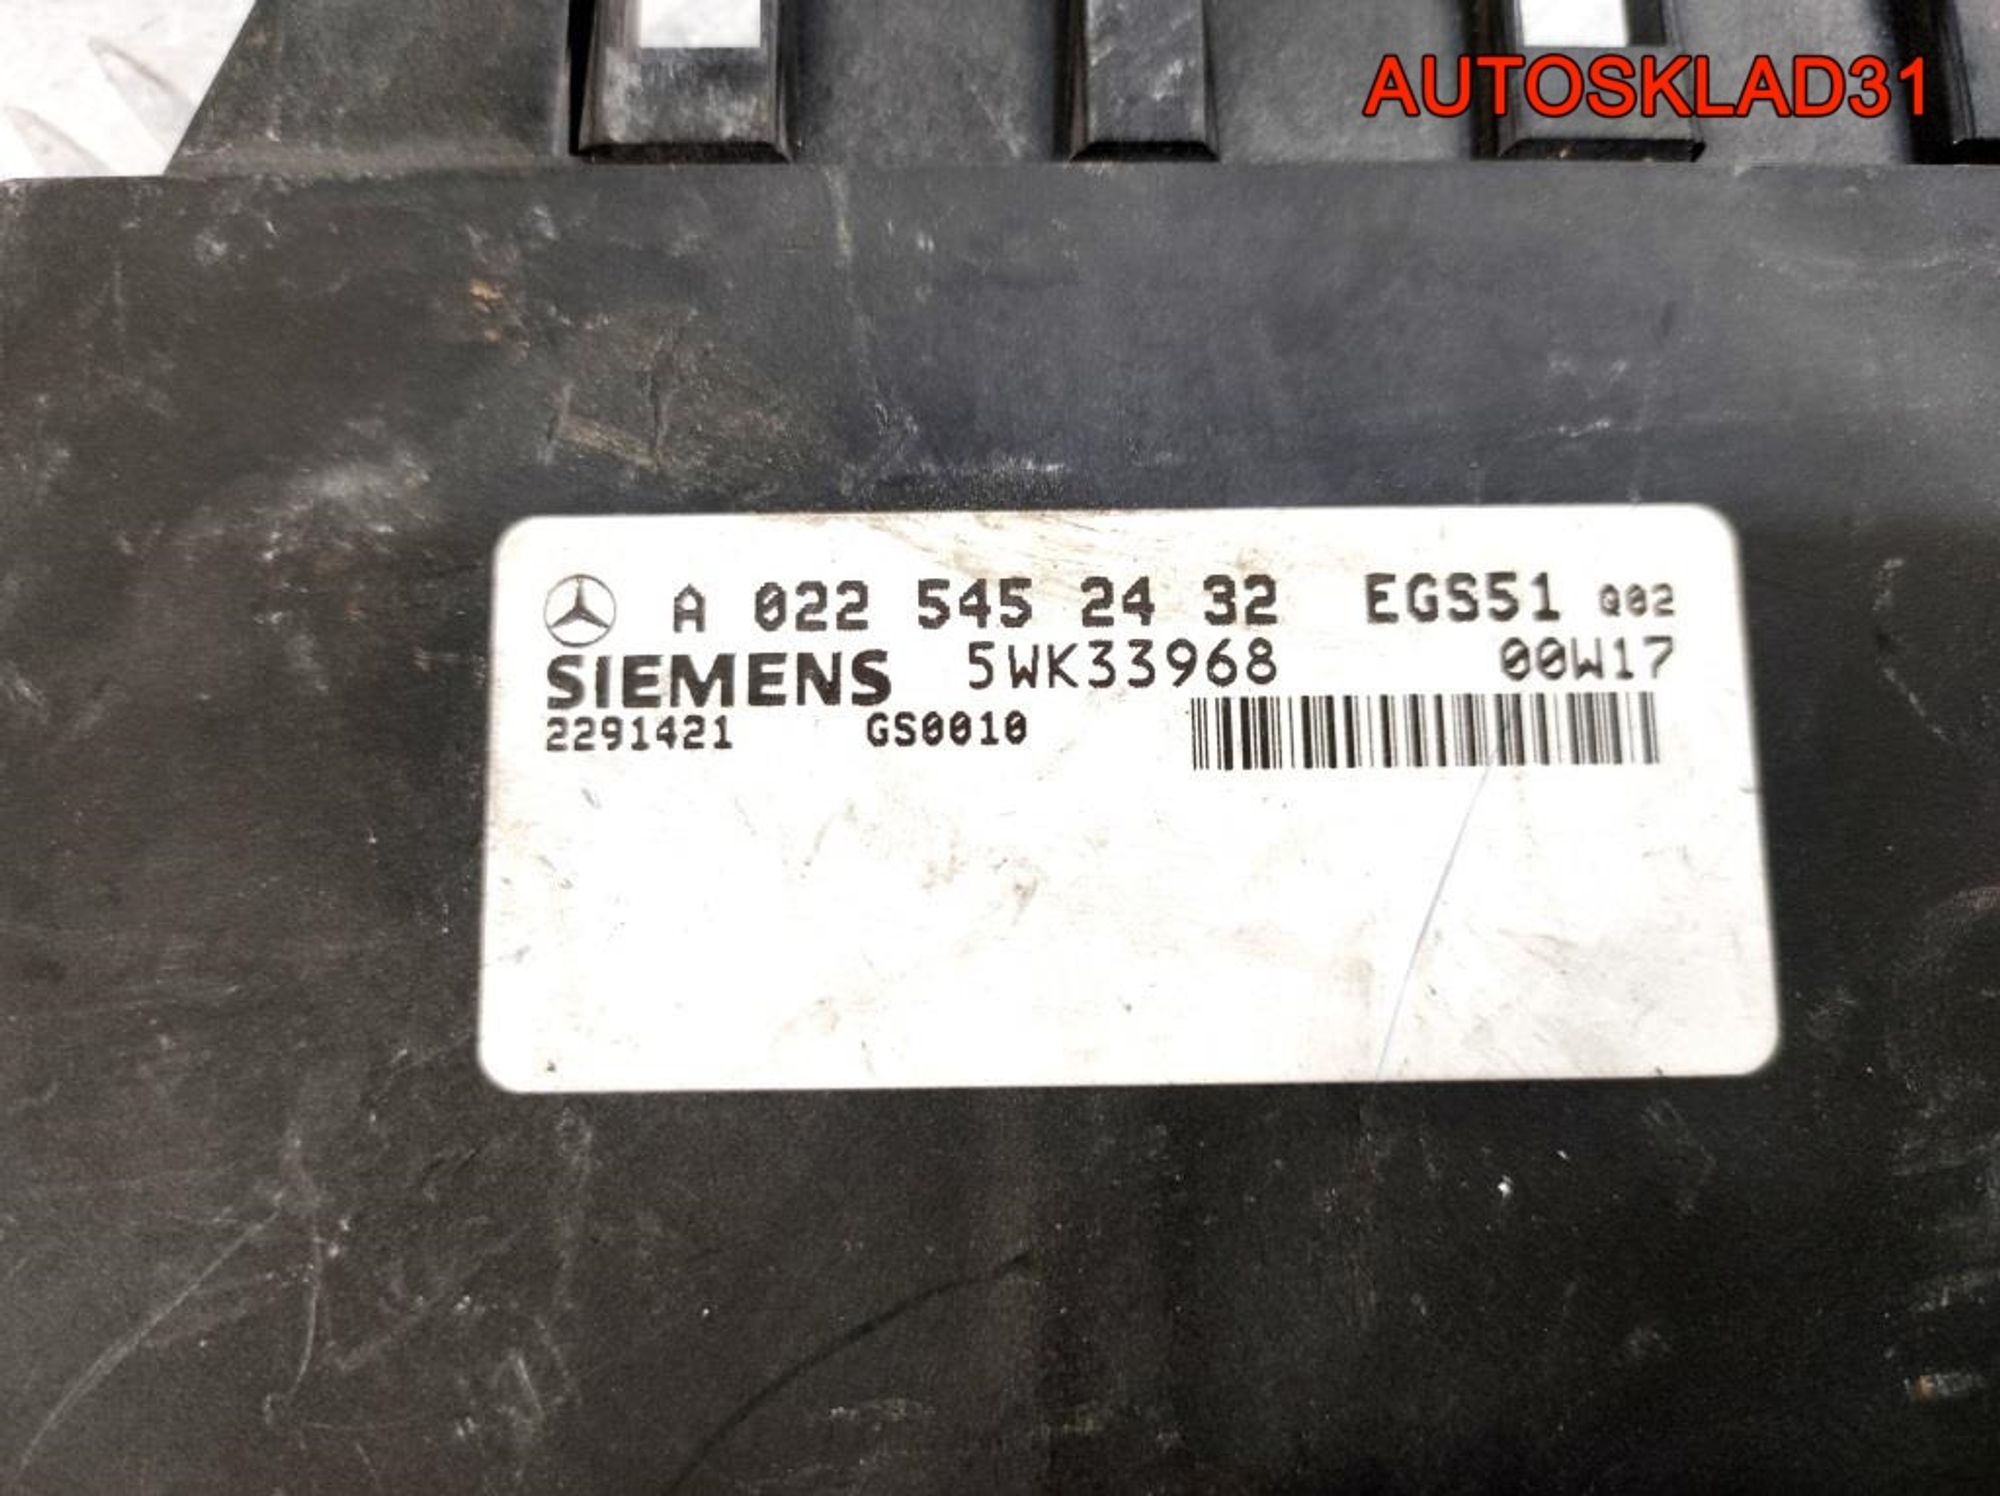 AUTOSKLAD31
A 022 545 24 32 EGS51 Q02
SIEMENS 5WK33968 00W17
2291421 GS0010